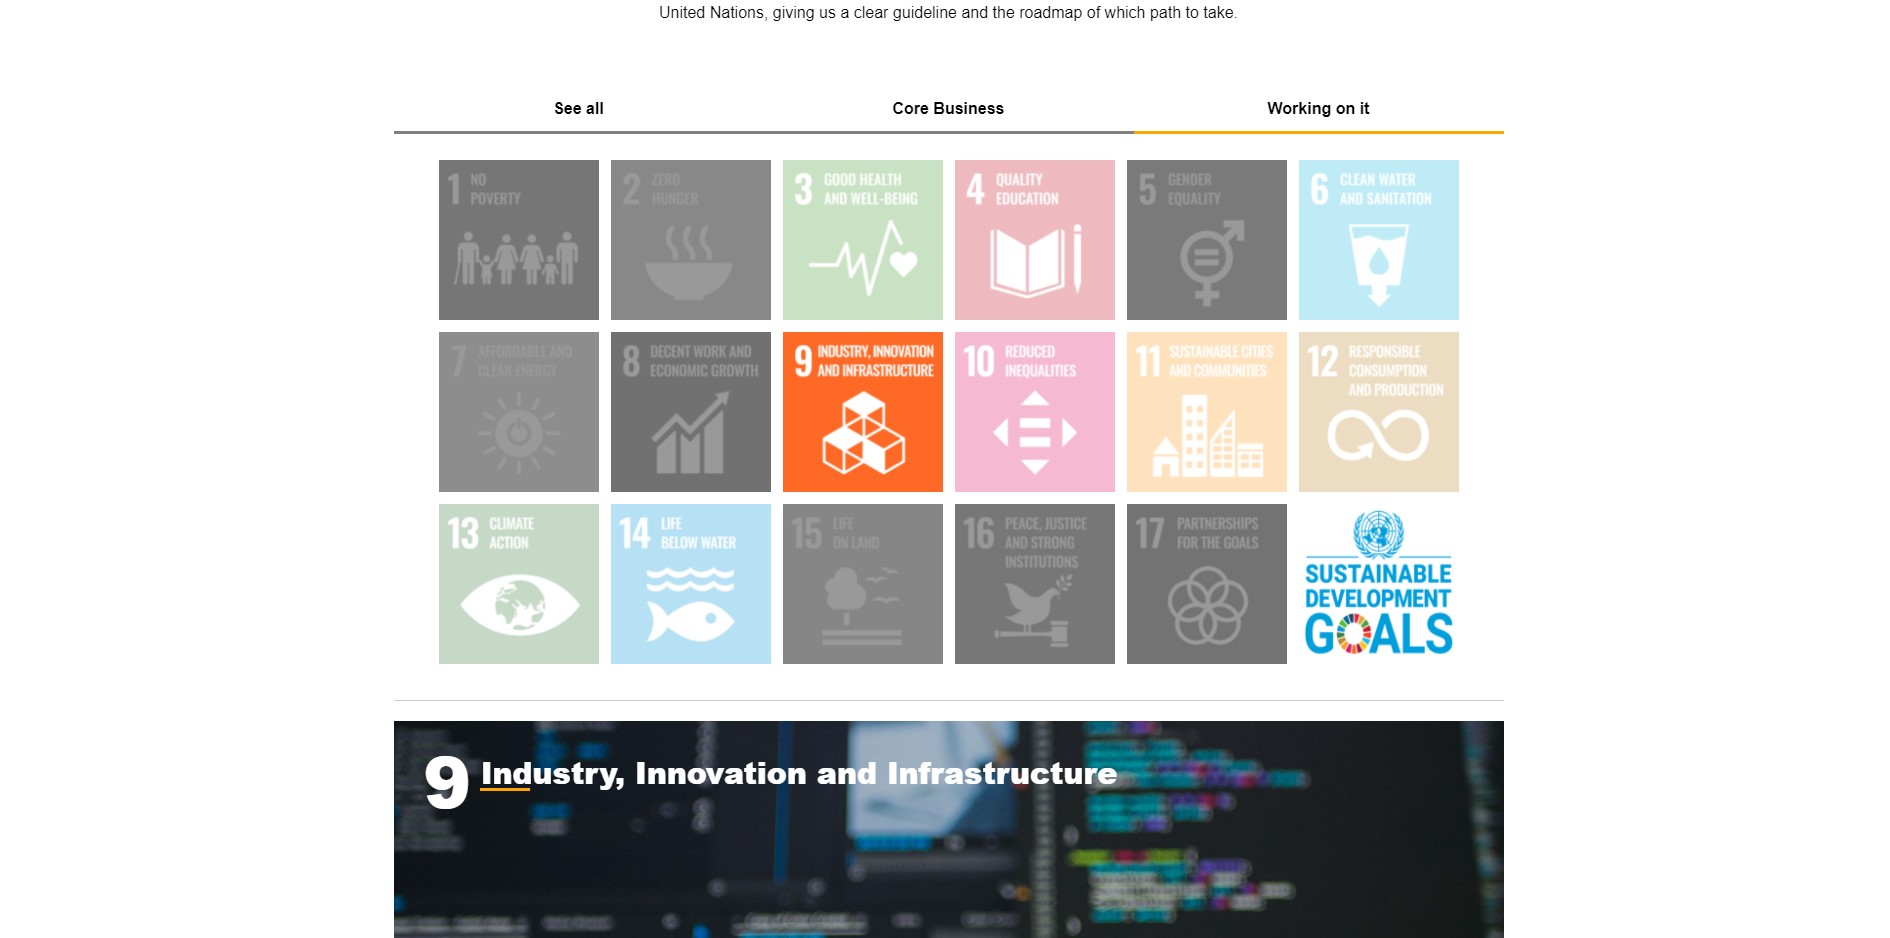 United Nations, giving us a clear guideline and the roadmap of which path to take.
See all
Core Business
Working on it
1 NO
POVERTY
2 ZERO
HUNGER
3 GOOD HEALTH
AND WELL-BEING
4 QUALITY
EDUCATION
5 GENDER
EQUALITY
6 CLEAN WATER
AND SANITATION
7 AFFORDABLE AND
CLEAN ENERGY
8 DECENT WORK AND
ECONOMIC GROWTH
9 INDUSTRY, INNOVATION
AND INFRASTRUCTURE
10 REDUCED
INEQUALITIES
11 SUSTAINABLE CITIES
AND COMMUNITIES
12 RESPONSIBLE
CONSUMPTION
AND PRODUCTION
13 CLIMATE
ACTION
14 LIFE
BELOW WATER
15 LIFE
ON LAND
16 PEACE, JUSTICE
AND STRONG
INSTITUTIONS
17 PARTNERSHIPS
FOR THE GOALS
SUSTAINABLE
DEVELOPMENT
GOALS
9 Industry, Innovation and Infrastructure